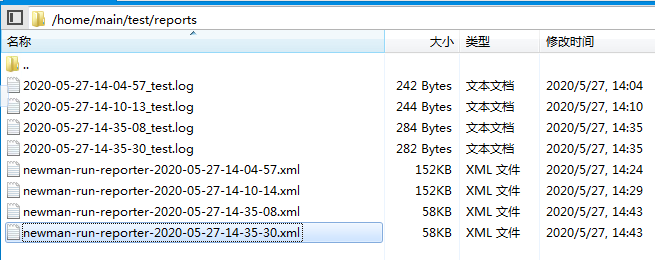 /home/main/test/reports
名称 大小 类型 修改时间
..
2020-05-27-14-04-57_test.log 242 Bytes 文本文档 2020/5/27, 14:04
2020-05-27-14-10-13_test.log 244 Bytes 文本文档 2020/5/27, 14:10
2020-05-27-14-35-08_test.log 284 Bytes 文本文档 2020/5/27, 14:35
2020-05-27-14-35-30_test.log 282 Bytes 文本文档 2020/5/27, 14:35
newman-run-reporter-2020-05-27-14-04-57.xml 152KB XML 文件 2020/5/27, 14:24
newman-run-reporter-2020-05-27-14-10-14.xml 152KB XML 文件 2020/5/27, 14:29
newman-run-reporter-2020-05-27-14-35-08.xml 58KB XML 文件 2020/5/27, 14:43
newman-run-reporter-2020-05-27-14-35-30.xml 58KB XML 文件 2020/5/27, 14:43